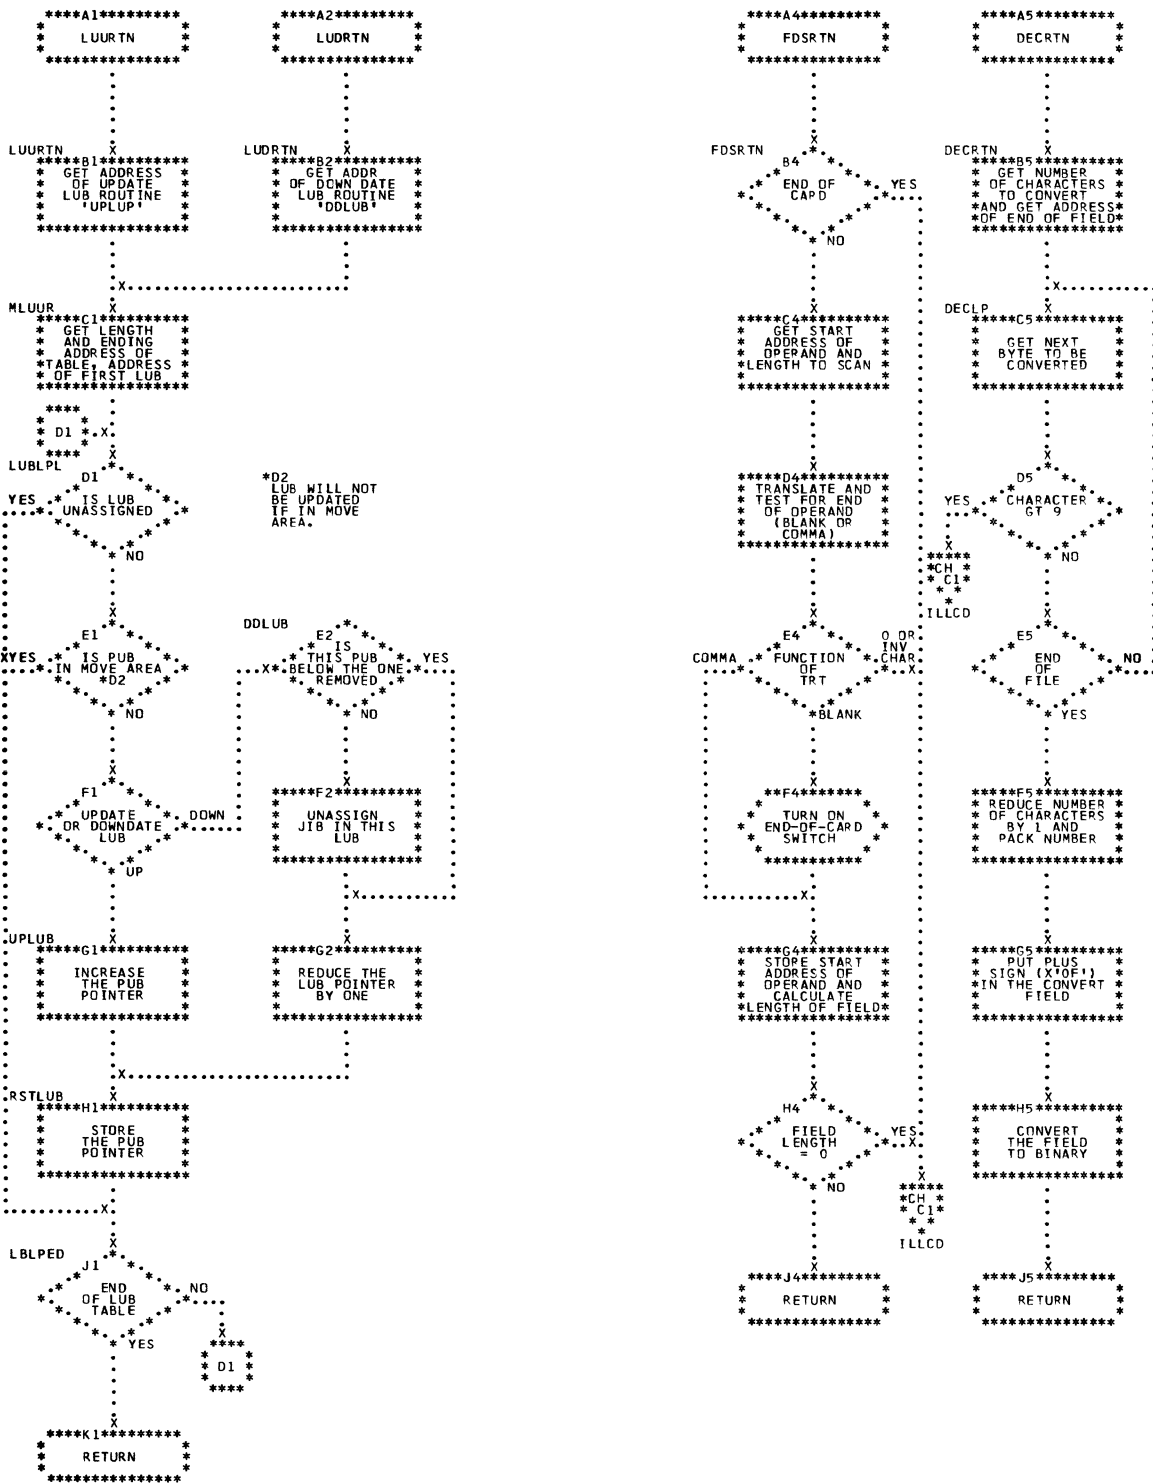 ****A1*********
LUURTN
****A2*********
LUDRTN
****A4*********
FDSRTN
****A5*********
DECRTN
LUURTN
*****B1**********
GET ADDRESS
OF UPDATE
LUB ROUTINE
'UPLUP'
LUDRTN
*****B2**********
GET ADDR
OF DOWN DATE
LUB ROUTINE
'DDLUB'
FDSRTN
B4
END OF
CARD
YES
NO
DECRTN
*****B5**********
GET NUMBER
OF CHARACTERS
TO CONVERT
*AND GET ADDRESS*
*OF END OF FIELD*
MLUUR
*****C1**********
GET LENGTH
AND ENDING
ADDRESS OF
*TABLE, ADDRESS
OF FIRST LUB
*****C4**********
GET START
ADDRESS OF
OPERAND AND
*LENGTH TO SCAN
DECLP
*****C5**********
GET NEXT
BYTE TO BE
CONVERTED
D1
LUBLPL
D1
YES
IS LUB
UNASSIGNED
NO
*D2
LUB WILL NOT
BE UPDATED
IF IN MOVE
AREA.
*****D4**********
TRANSLATE AND
TEST FOR END
OF OPERAND
(BLANK OR
COMMA)
D5
YES
CHARACTER
GT 9
NO
*CH *
* C1*
ILLCD
E1
YES
IS PUB
IN MOVE AREA
*D2
NO
DDLUB
E2
IS
THIS PUB
BELOW THE ONE
REMOVED
YES
NO
E4
COMMA
FUNCTION
OF
TRT
0 OR
INV
CHAR
BLANK
E5
END
OF
FILE
NO
YES
F1
UPDATE
OR DOWNDATE
LUB
DOWN
UP
*****F2**********
UNASSIGN
JIB IN THIS
LUB
**F4*******
TURN ON
END-OF-CARD
SWITCH
*****F5**********
REDUCE NUMBER
OF CHARACTERS
BY 1 AND
PACK NUMBER
UPLUB
*****G1**********
INCREASE
THE PUB
POINTER
*****G2**********
REDUCE THE
LUB POINTER
BY ONE
*****G4**********
STORE START
ADDRESS OF
OPERAND AND
CALCULATE
*LENGTH OF FIELD*
*****G5**********
PUT PLUS
SIGN (X'0F')
*IN THE CONVERT
FIELD
RSTLUB
*****H1**********
STORE
THE PUB
POINTER
H4
FIELD
LENGTH
= 0
YES
NO
*CH *
* C1*
ILLCD
*****H5**********
CONVERT
THE FIELD
TO BINARY
LBLPED
J1
END
OF LUB
TABLE
NO
YES
D1
****J4*********
RETURN
****J5*********
RETURN
****K1*********
RETURN